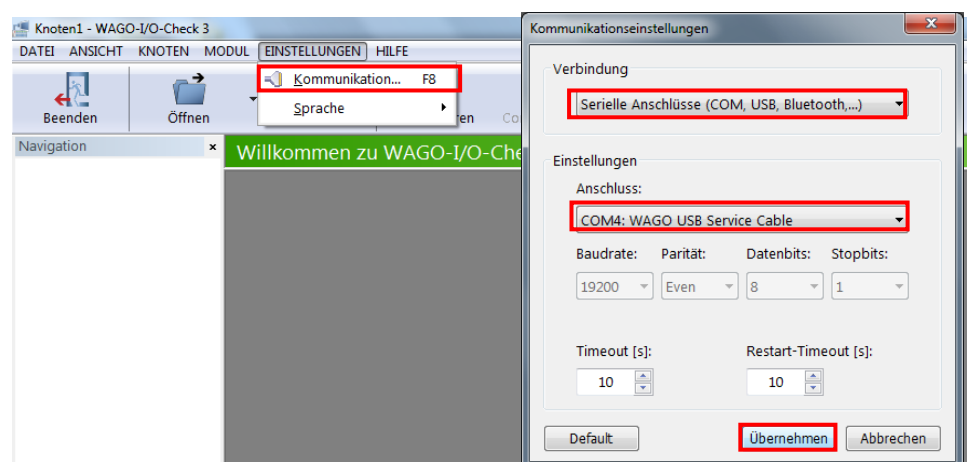 Knoten1 - WAGO-I/O-Check 3
DATEI ANSICHT KNOTEN MODUL EINSTELLUNGEN HILFE
Kommunikation... F8
Sprache
Beenden
Öffnen
en
Co
Navigation ×
Willkommen zu WAGO-I/O-Che
Kommunikationseinstellungen
Verbindung
Serielle Anschlüsse (COM, USB, Bluetooth,...)
Einstellungen
Anschluss:
COM4: WAGO USB Service Cable
Baudrate: Parität: Datenbits: Stopbits:
19200 Even 8 1
Timeout [s]: Restart-Timeout [s]:
10 10
Default Übernehmen Abbrechen